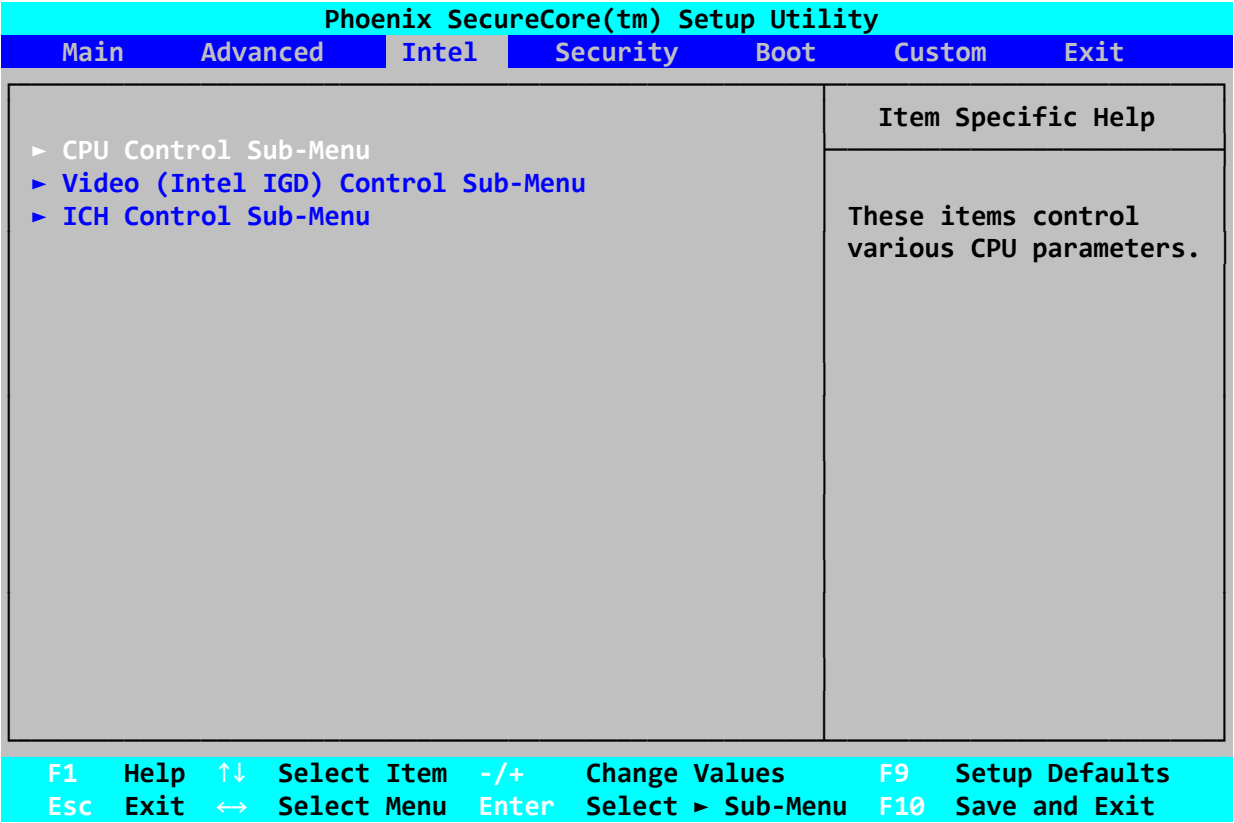 Phoenix SecureCore(tm) Setup Utility
Main Advanced Intel Security Boot Custom Exit
► CPU Control Sub-Menu
► Video (Intel IGD) Control Sub-Menu
► ICH Control Sub-Menu
Item Specific Help
These items control
various CPU parameters.
F1 Help ↑↓ Select Item -/+ Change Values F9 Setup Defaults
Esc Exit ↔ Select Menu Enter Select ► Sub-Menu F10 Save and Exit